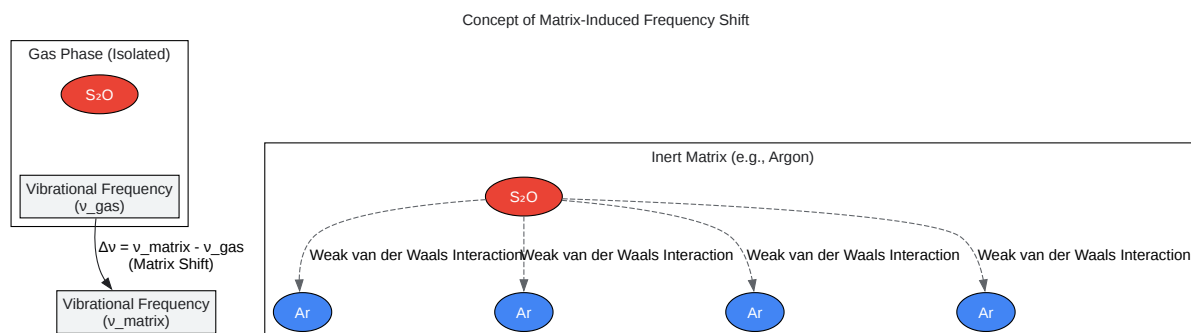 Concept of Matrix-Induced Frequency Shift
Gas Phase (Isolated)
S₂O
Vibrational Frequency
(ν_gas)
Δν = ν_matrix - ν_gas
(Matrix Shift)
Vibrational Frequency
(ν_matrix)
Inert Matrix (e.g., Argon)
S₂O
Weak van der Waals Interaction
Weak van der Waals Interaction
Weak van der Waals Interaction
Weak van der Waals Interaction
Ar
Ar
Ar
Ar